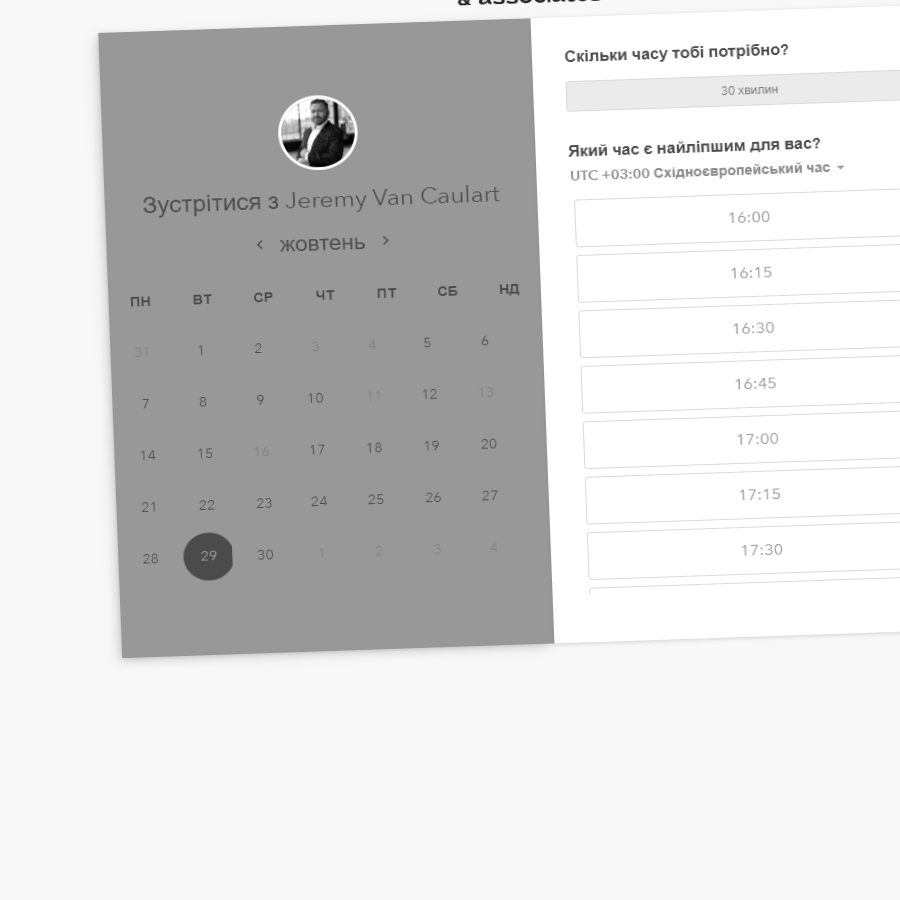 & associates
Зустрітися з Jeremy Van Caulart
< жовтень >
ПН ВТ СР ЧТ ПТ СБ НД
31 1 2 3 4 5 6
7 8 9 10 11 12 13
14 15 16 17 18 19 20
21 22 23 24 25 26 27
28 29 30 1 2 3 4
Скільки часу тобі потрібно?
30 хвилин
Який час є найліпшим для вас?
UTC +03:00 Східноєвропейський час
16:00
16:15
16:30
16:45
17:00
17:15
17:30